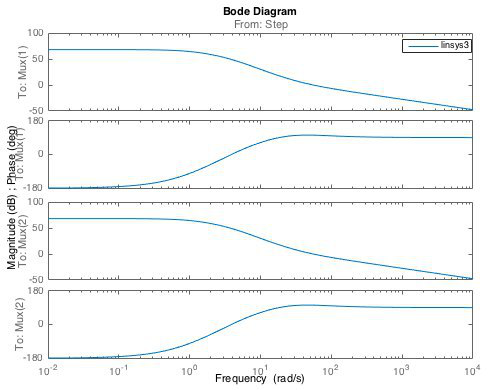 Bode Diagram
From: Step
linsys3
Magnitude (dB) ; Phase (deg)
To: Mux(1)
100
50
0
-50
To: Mux(1)
180
0
-180
To: Mux(2)
100
50
0
-50
To: Mux(2)
180
0
-180
10^-2 10^-1 10^0 10^1 10^2 10^3 10^4
Frequency (rad/s)